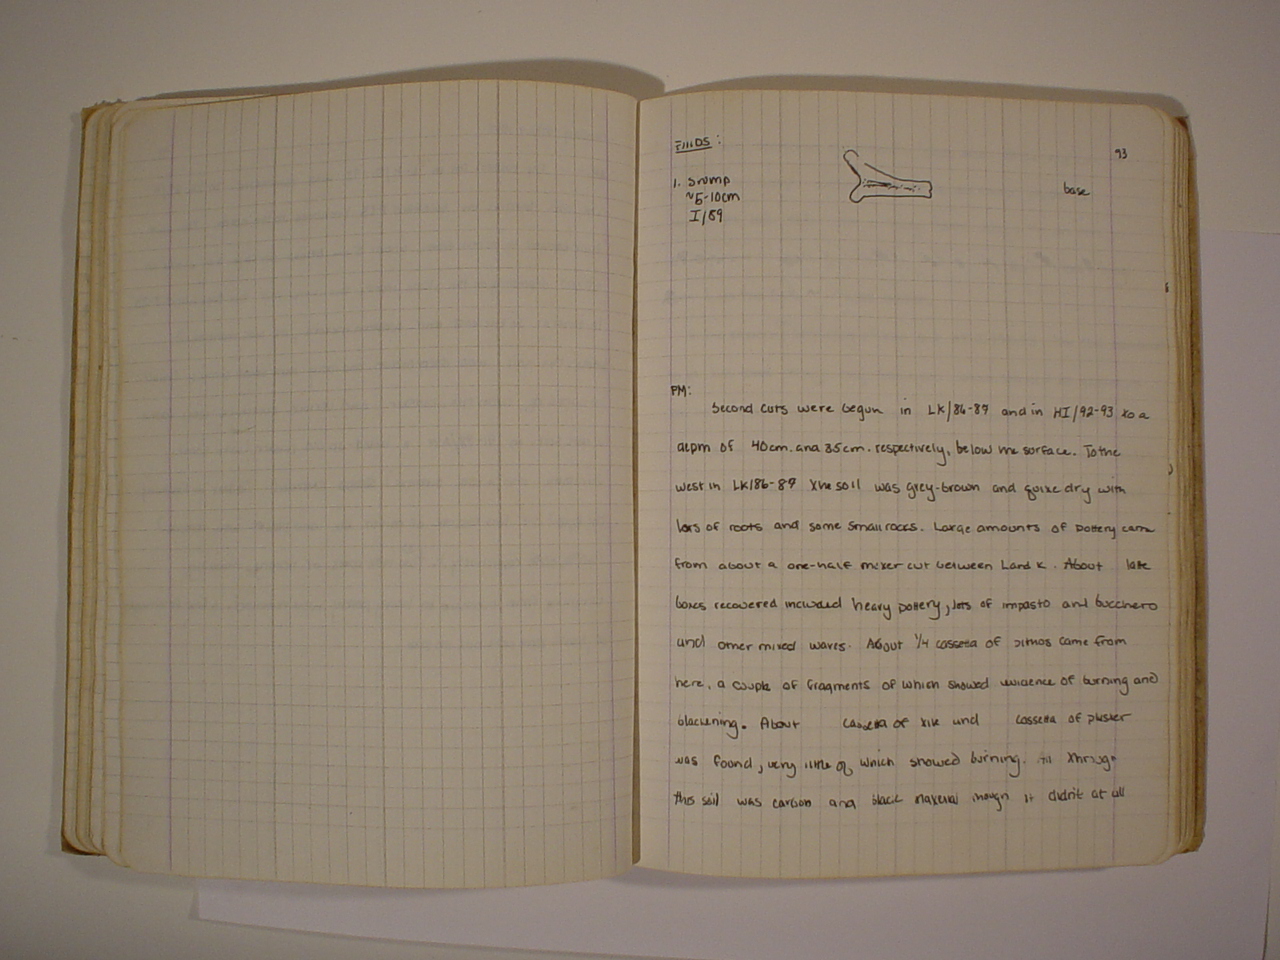 FINDS:
93
1. Dump
~5-10cm
I/89
base
PM:
Second cuts were begun in LK/86-87 and in HI/92-93 to a
depth of 40cm. and 35cm. respectively, below the surface. To the
west in LK/86-87 the soil was grey-brown and quite dry with
lots of roots and some small rocks. Large amounts of pottery came
from about a one-half meter cut between L and K. About late
boxes recovered included heavy pottery, lots of impasto and bucchero
and other mixed wares. About 1/4 cassetta of pithos came from
here, a couple of fragments of which showed evidence of burning and
blackening. About cassetta of tile and cassetta of plaster
was found, very little of which showed burning. All through
this soil was carbon and black material though it didn't at all